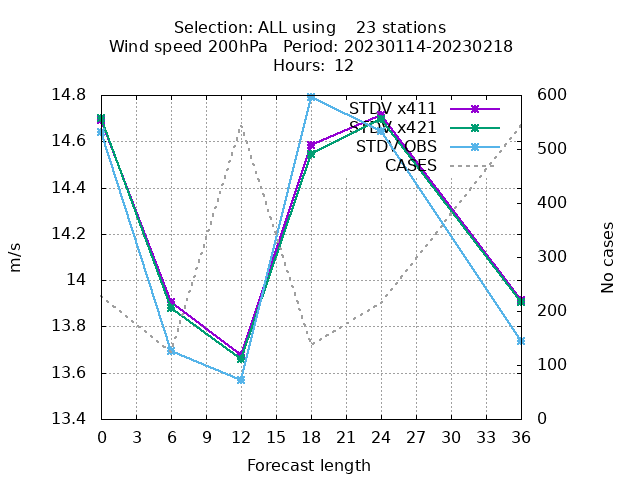 Selection: ALL using    23 stations
Wind speed 200hPa   Period: 20230114-20230218
Hours:  12
14.8
14.6
14.4
14.2
14
13.8
13.6
13.4
m/s
STDV x411
STDV x421
STDV OBS
CASES
600
500
400
300
200
100
0
No cases
0 3 6 9 12 15 18 21 24 27 30 33 36
Forecast length